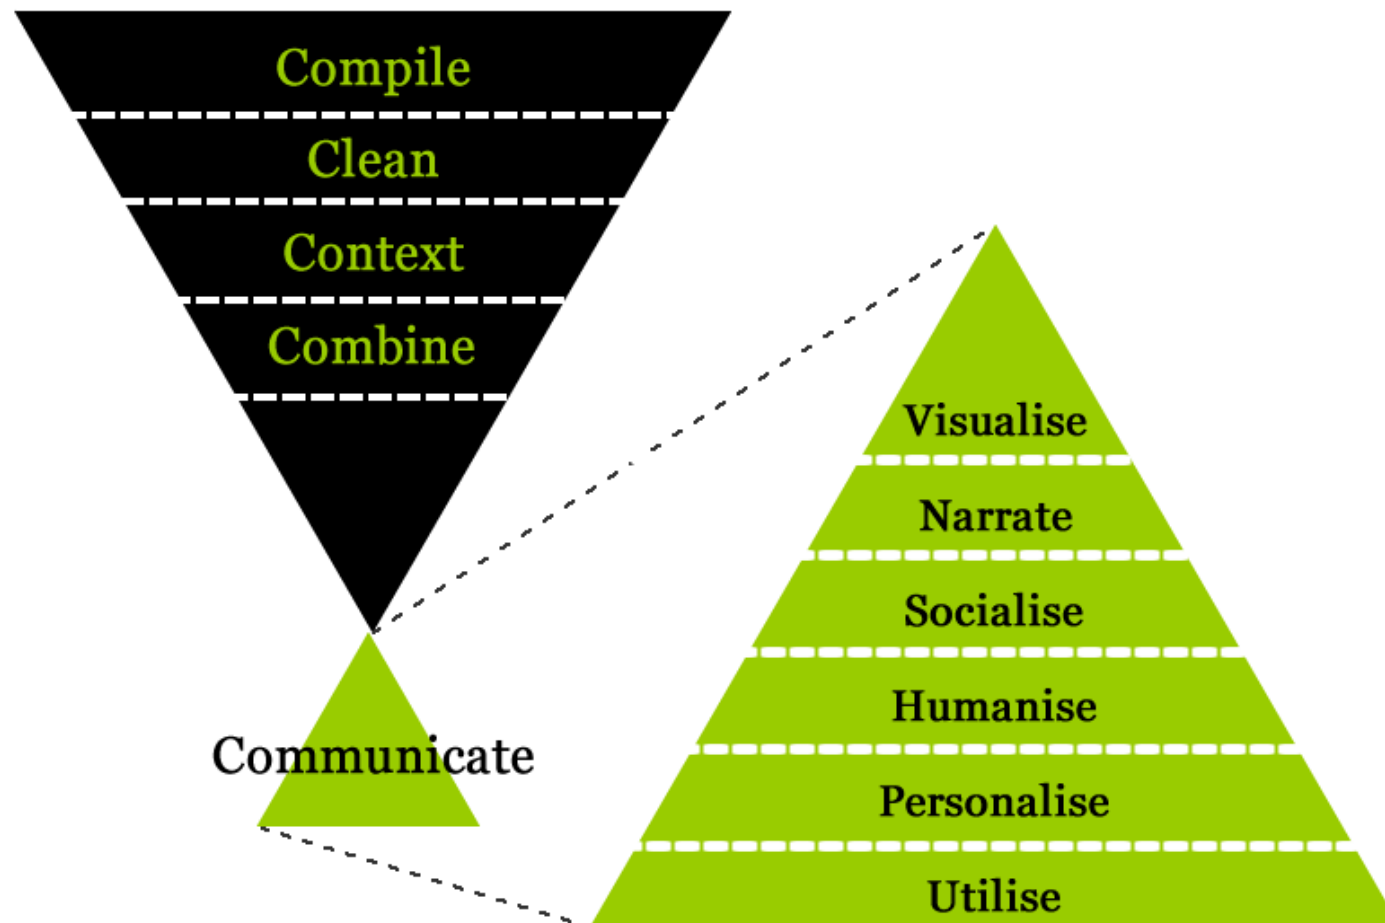 Compile
Clean
Context
Combine
Communicate
Visualise
Narrate
Socialise
Humanise
Personalise
Utilise